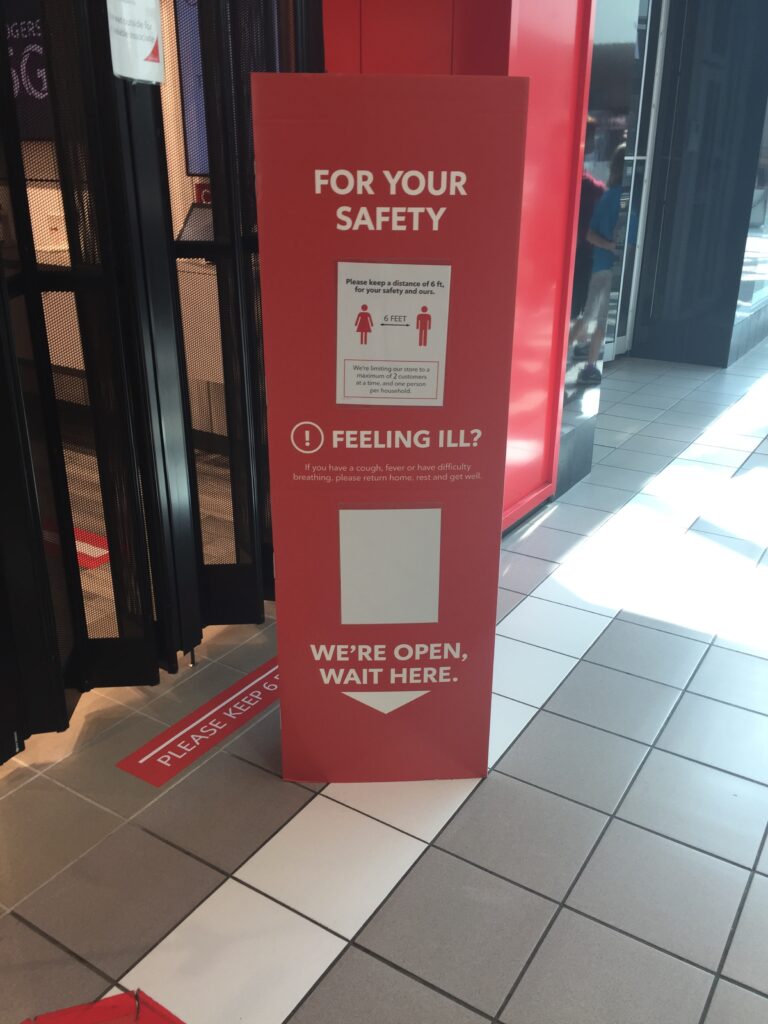 OGERS
5G
FOR YOUR
SAFETY
Please keep a distance of 6 ft,
for your safety and ours.
6 FEET
We're limiting our store to a
maximum of 2 customers
at a time, and one person
per household.
! FEELING ILL?
If you have a cough, fever or have difficulty
breathing, please return home, rest and get well.
WE'RE OPEN,
WAIT HERE.
PLEASE KEEP 6